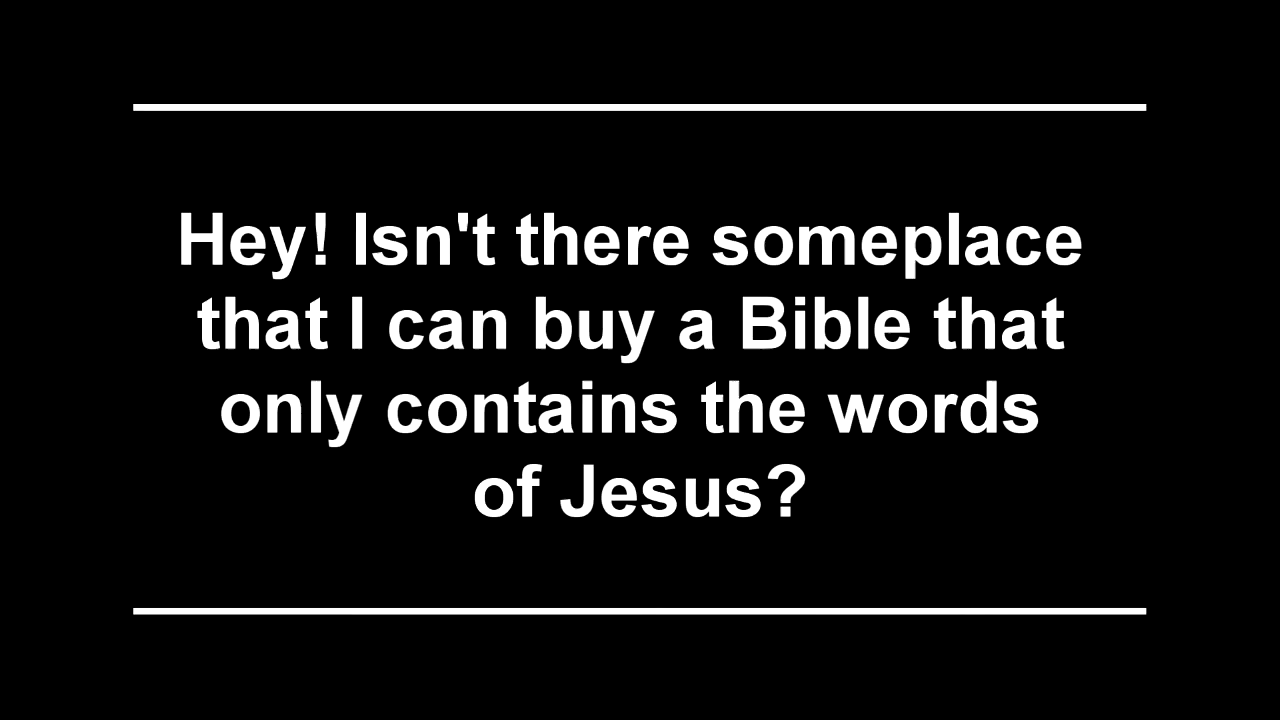 Hey! Isn't there someplace
that I can buy a Bible that
only contains the words
of Jesus?